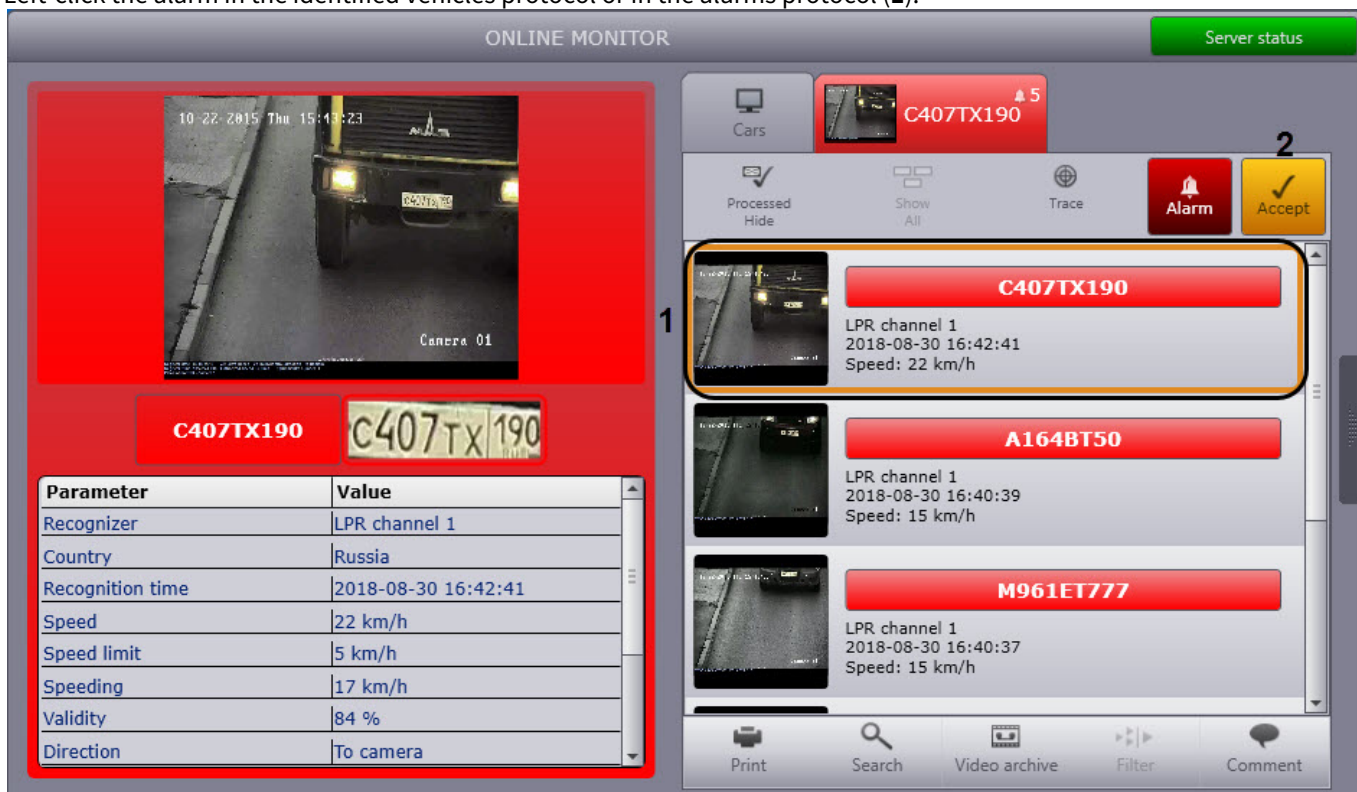 Left-click the alarm in the identified vehicles protocol or in the alarms protocol (2).
ONLINE MONITOR
Server status
10-22-2015 Thu 15:43:23
C407TX190
Camera 01
C407TX190
C407TX 190
RUS
Parameter Value
Recognizer LPR channel 1
Country Russia
Recognition time 2018-08-30 16:42:41
Speed 22 km/h
Speed limit 5 km/h
Speeding 17 km/h
Validity 84 %
Direction To camera
Cars
C407TX190
5
2
Processed
Hide
Show
All
Trace
Alarm
Accept
1
C407TX190
LPR channel 1
2018-08-30 16:42:41
Speed: 22 km/h
A164BT50
LPR channel 1
2018-08-30 16:40:39
Speed: 15 km/h
M961ET777
LPR channel 1
2018-08-30 16:40:37
Speed: 15 km/h
Print
Search
Video archive
Filter
Comment